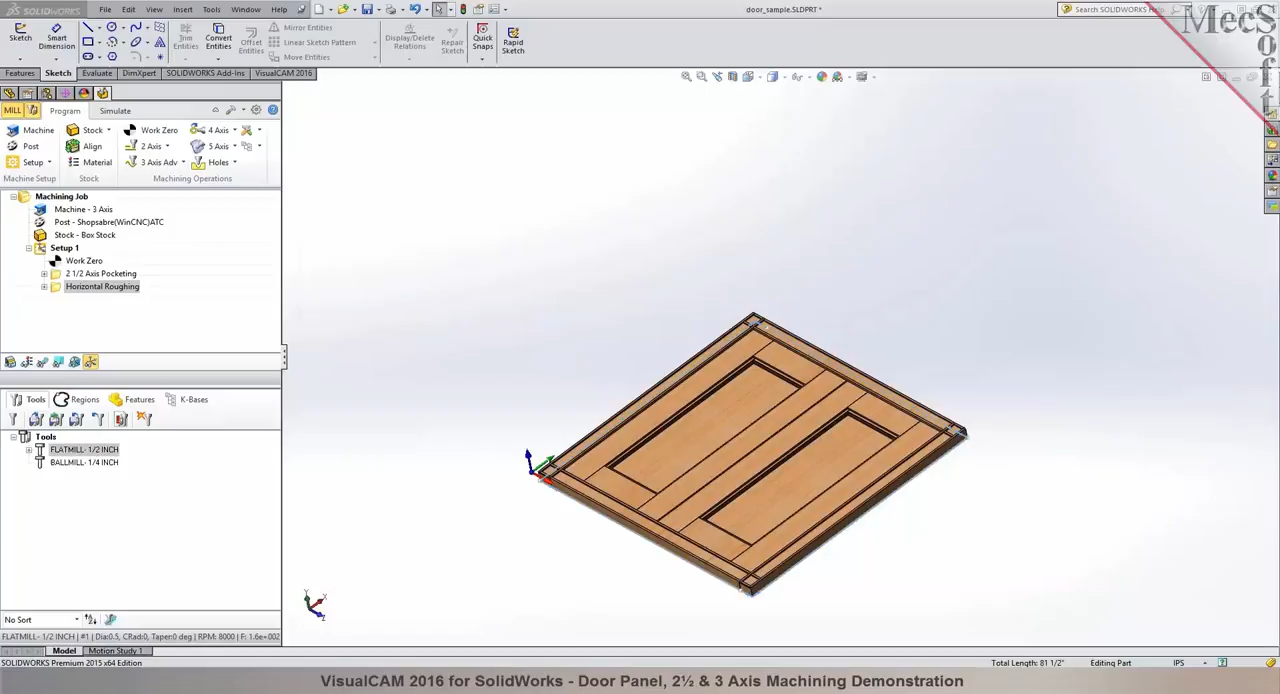 SOLIDWORKS File Edit View Insert Tools Window Help door_sample.SLDPRT * Search SOLIDWORKS Help
MecSoft
Sketch Smart Dimension Trim Entities Convert Entities Offset Entities Mirror Entities Linear Sketch Pattern Move Entities Display/Delete Relations Repair Sketch Quick Snaps Rapid Sketch
Features Sketch Evaluate DimXpert SOLIDWORKS Add-Ins VisualCAM 2016
MILL Program Simulate
Machine Stock Work Zero 4 Axis
Post Align 2 Axis 5 Axis
Setup Material 3 Axis Adv Holes
Machine Setup Stock Machining Operations
Machining Job
Machine - 3 Axis
Post - Shopsabre(WinCNC)ATC
Stock - Box Stock
Setup 1
Work Zero
2 1/2 Axis Pocketing
Horizontal Roughing
Tools Regions Features K-Bases
Tools
FLATMILL- 1/2 INCH
BALLMILL- 1/4 INCH
No Sort
FLATMILL- 1/2 INCH | #1 | Dia:0.5, CRad:0, Taper:0 deg | RPM: 8000 | F: 1.6e+002
Model Motion Study 1
SOLIDWORKS Premium 2015 x64 Edition Total Length: 81 1/2" Editing Part IPS
VisualCAM 2016 for SolidWorks - Door Panel, 2½ & 3 Axis Machining Demonstration